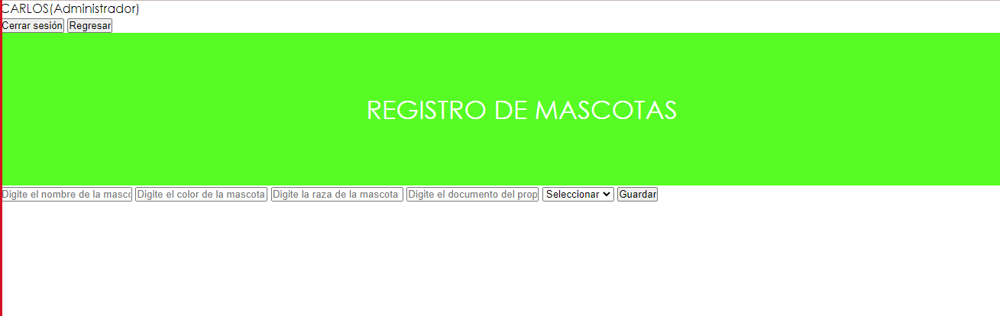 CARLOS(Administrador)
Cerrar sesión Regresar
REGISTRO DE MASCOTAS
Digite el nombre de la masc Digite el color de la mascota Digite la raza de la mascota Digite el documento del prop Seleccionar Guardar